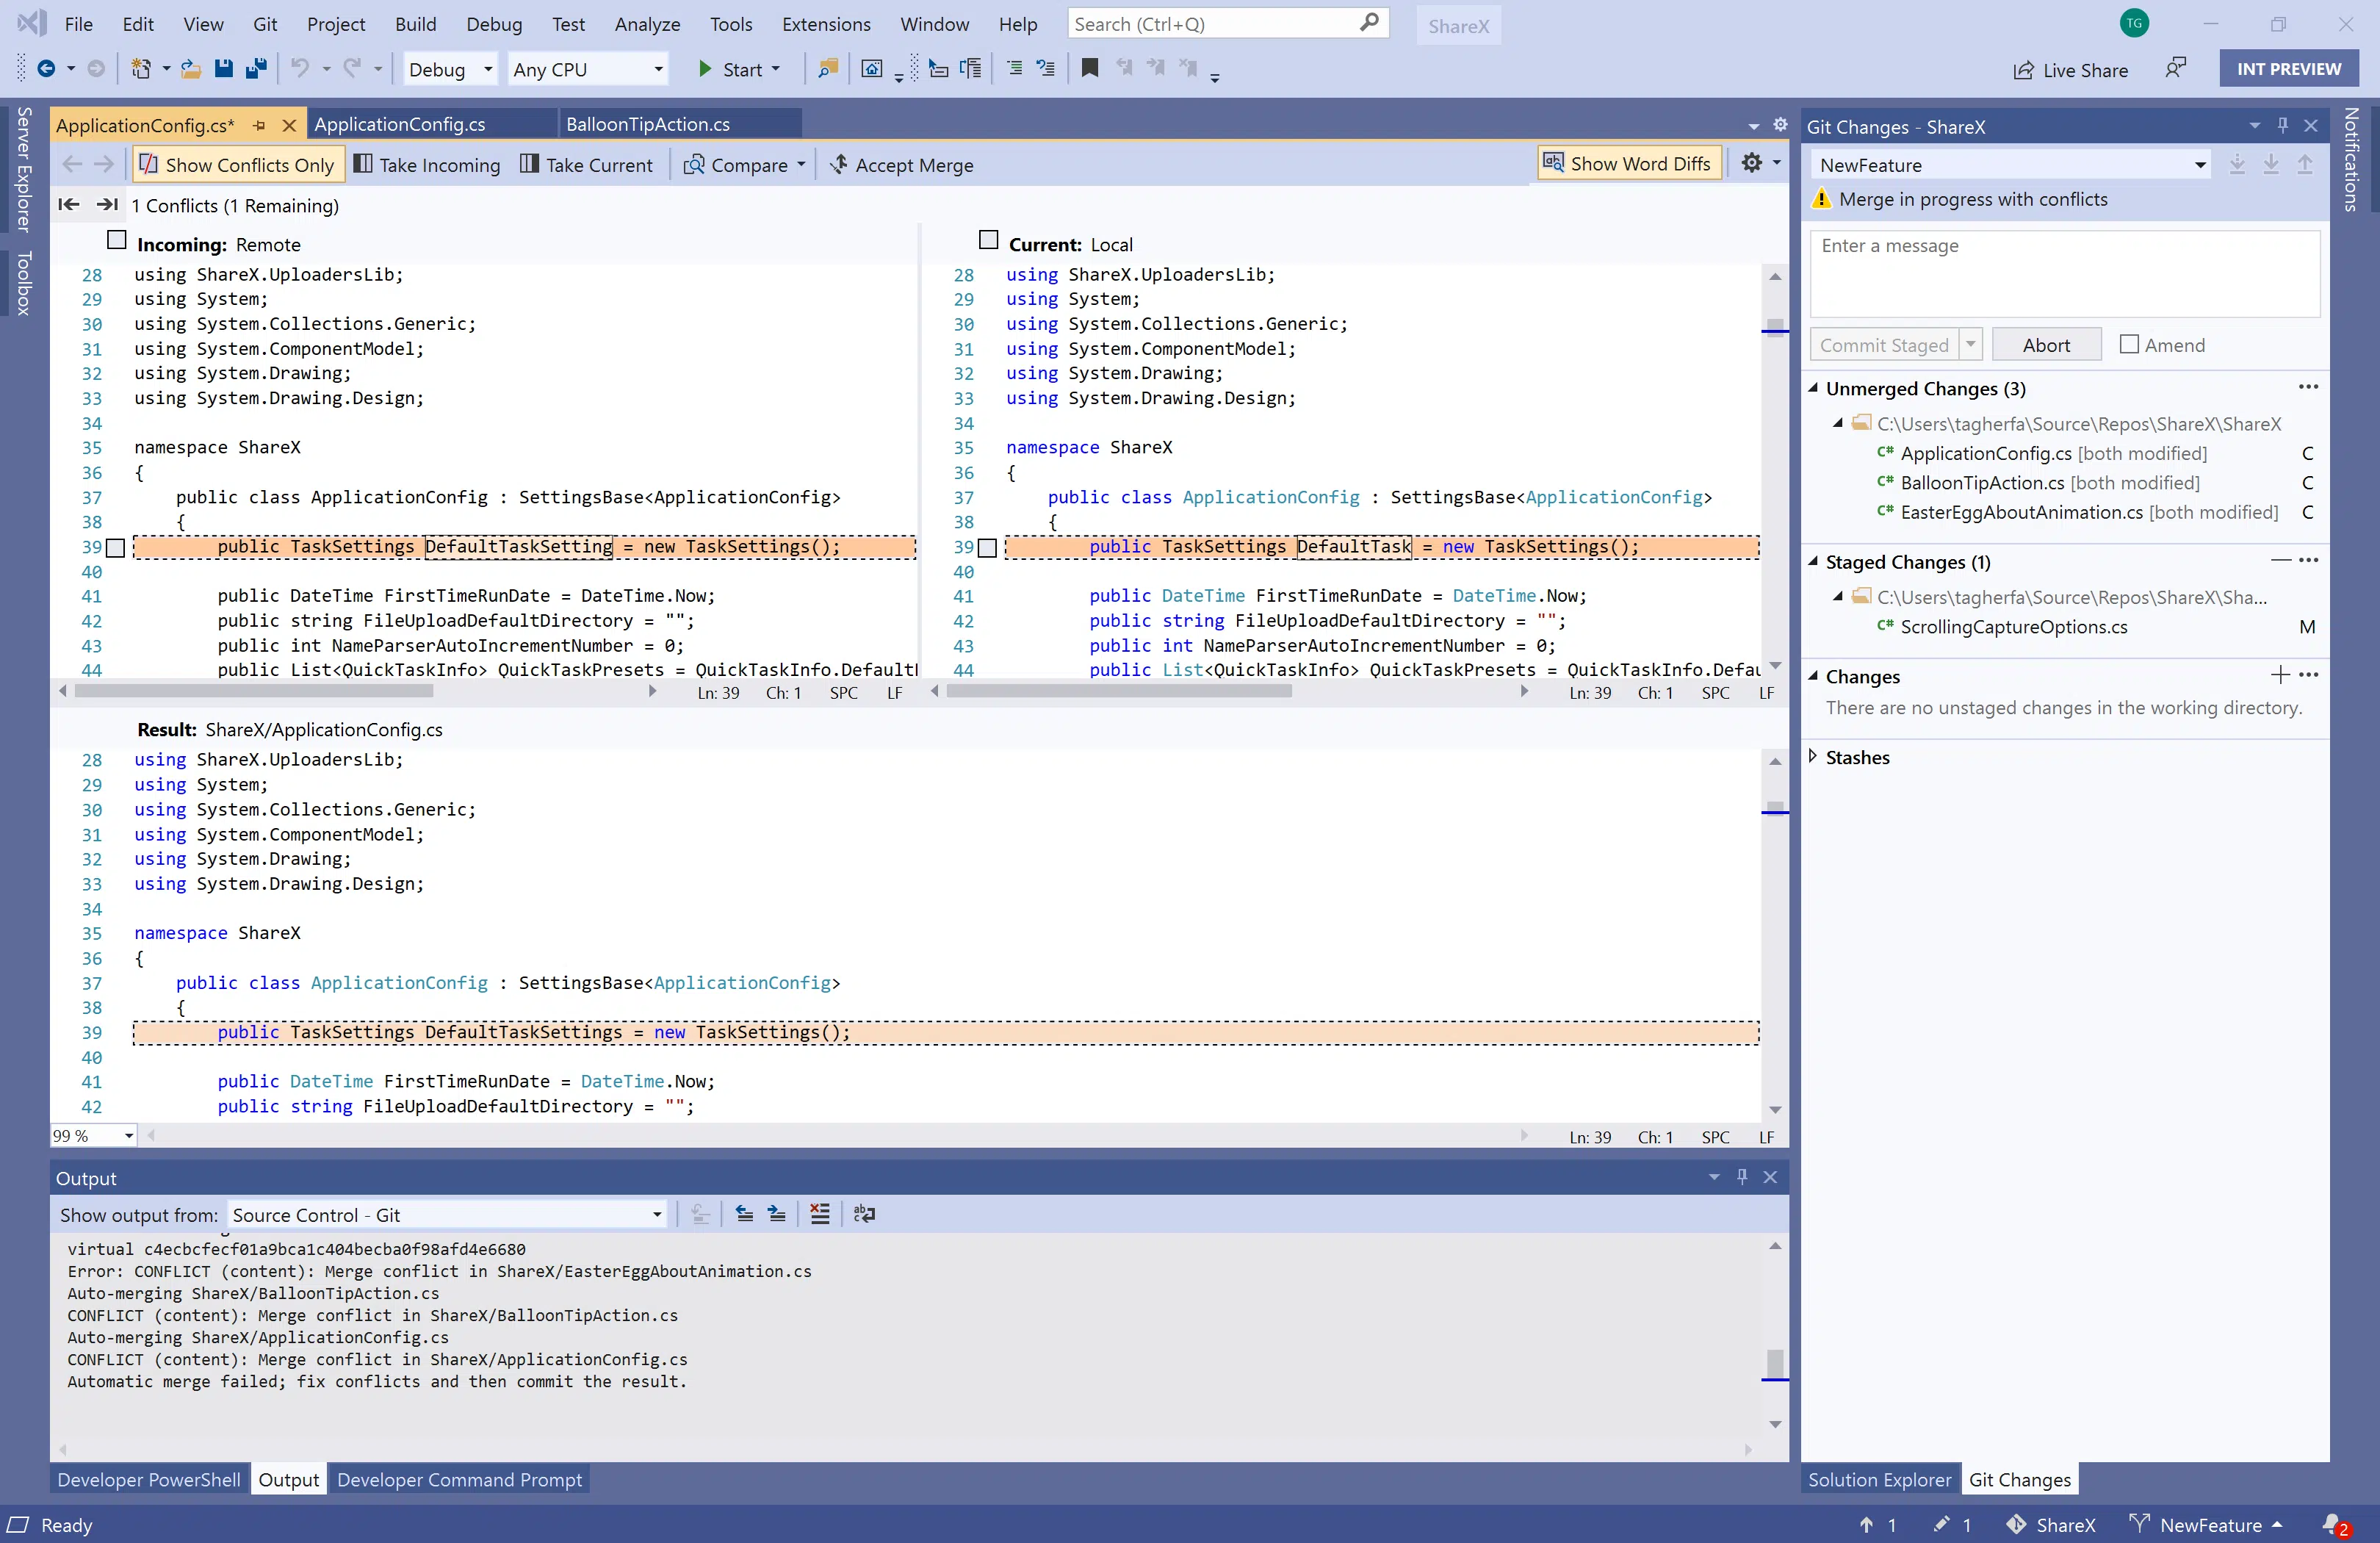 File Edit View Git Project Build Debug Test Analyze Tools Extensions Window Help Search (Ctrl+Q) ShareX TG
Debug Any CPU Start Live Share INT PREVIEW
Server Explorer
Toolbox
ApplicationConfig.cs* ApplicationConfig.cs BalloonTipAction.cs
Show Conflicts Only Take Incoming Take Current Compare Accept Merge Show Word Diffs
1 Conflicts (1 Remaining)
Incoming: Remote
28 using ShareX.UploadersLib;
29 using System;
30 using System.Collections.Generic;
31 using System.ComponentModel;
32 using System.Drawing;
33 using System.Drawing.Design;
34
35 namespace ShareX
36 {
37 public class ApplicationConfig : SettingsBase<ApplicationConfig>
38 {
39 public TaskSettings DefaultTaskSetting = new TaskSettings();
40
41 public DateTime FirstTimeRunDate = DateTime.Now;
42 public string FileUploadDefaultDirectory = "";
43 public int NameParserAutoIncrementNumber = 0;
44 public List<QuickTaskInfo> QuickTaskPresets = QuickTaskInfo.Default
Ln: 39 Ch: 1 SPC LF
Current: Local
28 using ShareX.UploadersLib;
29 using System;
30 using System.Collections.Generic;
31 using System.ComponentModel;
32 using System.Drawing;
33 using System.Drawing.Design;
34
35 namespace ShareX
36 {
37 public class ApplicationConfig : SettingsBase<ApplicationConfig>
38 {
39 public TaskSettings DefaultTask = new TaskSettings();
40
41 public DateTime FirstTimeRunDate = DateTime.Now;
42 public string FileUploadDefaultDirectory = "";
43 public int NameParserAutoIncrementNumber = 0;
44 public List<QuickTaskInfo> QuickTaskPresets = QuickTaskInfo.Defau
Ln: 39 Ch: 1 SPC LF
Result: ShareX/ApplicationConfig.cs
28 using ShareX.UploadersLib;
29 using System;
30 using System.Collections.Generic;
31 using System.ComponentModel;
32 using System.Drawing;
33 using System.Drawing.Design;
34
35 namespace ShareX
36 {
37 public class ApplicationConfig : SettingsBase<ApplicationConfig>
38 {
39 public TaskSettings DefaultTaskSettings = new TaskSettings();
40
41 public DateTime FirstTimeRunDate = DateTime.Now;
42 public string FileUploadDefaultDirectory = "";
99 % Ln: 39 Ch: 1 SPC LF
Output
Show output from: Source Control - Git
virtual c4ecbcfecf01a9bca1c404becba0f98afd4e6680
Error: CONFLICT (content): Merge conflict in ShareX/EasterEggAboutAnimation.cs
Auto-merging ShareX/BalloonTipAction.cs
CONFLICT (content): Merge conflict in ShareX/BalloonTipAction.cs
Auto-merging ShareX/ApplicationConfig.cs
CONFLICT (content): Merge conflict in ShareX/ApplicationConfig.cs
Automatic merge failed; fix conflicts and then commit the result.
Developer PowerShell Output Developer Command Prompt
Git Changes - ShareX
NewFeature
Merge in progress with conflicts
Enter a message
Commit Staged Abort Amend
Unmerged Changes (3)
C:\Users\tagherfa\Source\Repos\ShareX\ShareX
C# ApplicationConfig.cs [both modified] C
C# BalloonTipAction.cs [both modified] C
C# EasterEggAboutAnimation.cs [both modified] C
Staged Changes (1)
C:\Users\tagherfa\Source\Repos\ShareX\Sha...
C# ScrollingCaptureOptions.cs M
Changes
There are no unstaged changes in the working directory.
Stashes
Solution Explorer Git Changes
Notifications
Ready 1 1 ShareX NewFeature 2